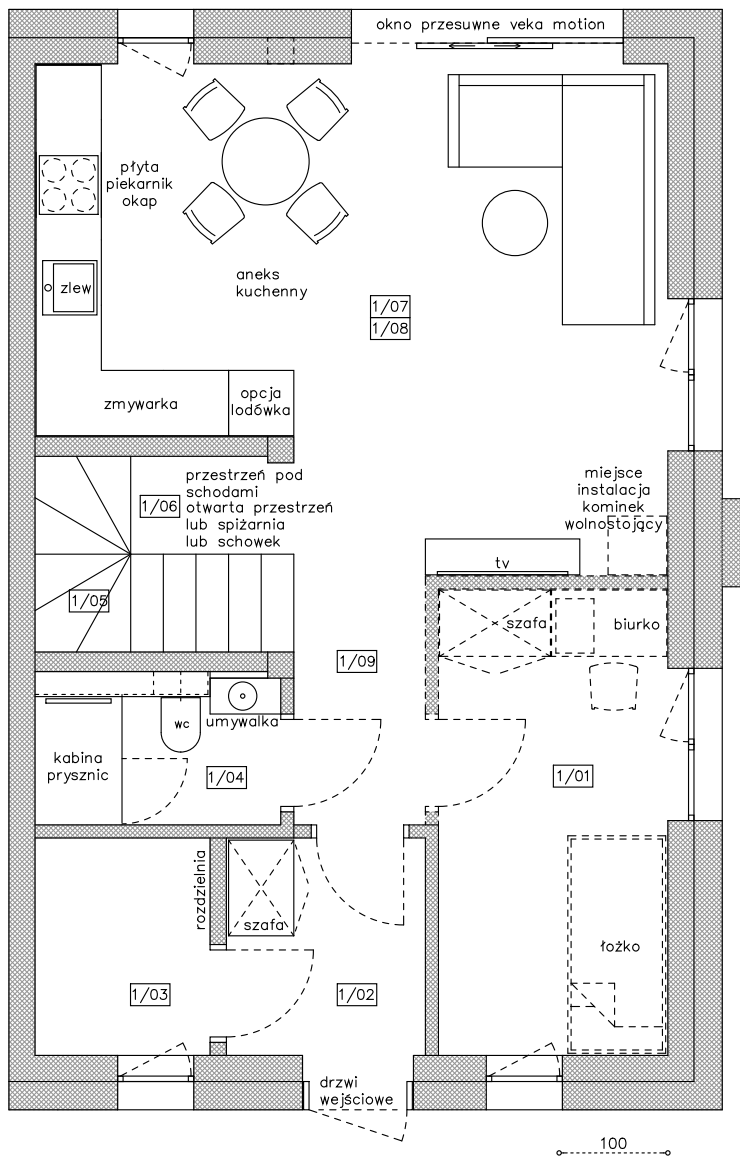 okno przesuwne veka motion
płyta
piekarnik
okap
zlew
aneks
kuchenny
1/07
1/08
zmywarka
opcja
lodówka
1/06
przestrzeń pod
schodami
otwarta przestrzeń
lub spiżarnia
lub schowek
miejsce
instalacja
kominek
wolnostojący
tv
1/05
szafa
biurko
1/09
wc
umywalka
kabina
prysznic
1/04
1/01
rozdzielnia
szafa
łożko
1/03
1/02
drzwi
wejściowe
100